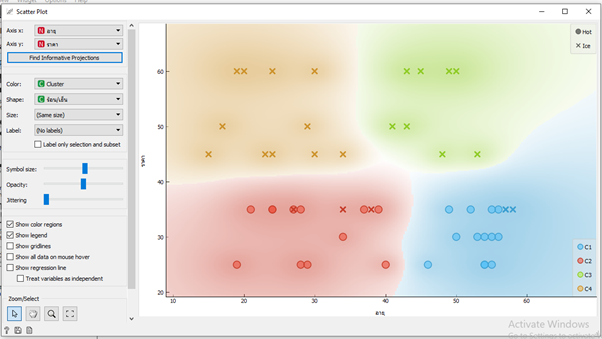 Widget Options Help
Scatter Plot
Axis x: N อายุ
Axis y: N ราคา
Find Informative Projections
Color: C Cluster
Shape: C ร้อน/เย็น
Size: (Same size)
Label: (No labels)
Label only selection and subset
Symbol size:
Opacity:
Jittering
Show color regions
Show legend
Show gridlines
Show all data on mouse hover
Show regression line
Treat variables as independent
Zoom/Select
Hot
Ice
60
50
40
30
20
ราคา
10
20
30
40
50
60
อายุ
C1
C2
C3
C4
Activate Windows
Go to Settings to activate